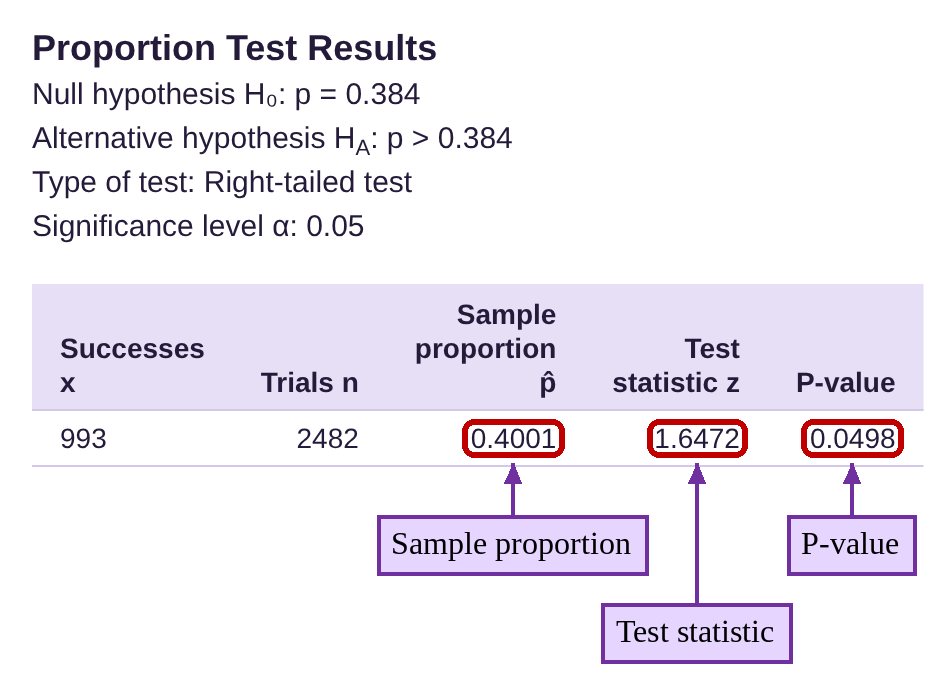 Proportion Test Results
Null hypothesis H₀: p = 0.384
Alternative hypothesis H_A: p > 0.384
Type of test: Right-tailed test
Significance level α: 0.05
Sample
Successes proportion Test
x Trials n p̂ statistic z P-value
993 2482 0.4001 1.6472 0.0498
Sample proportion P-value
Test statistic